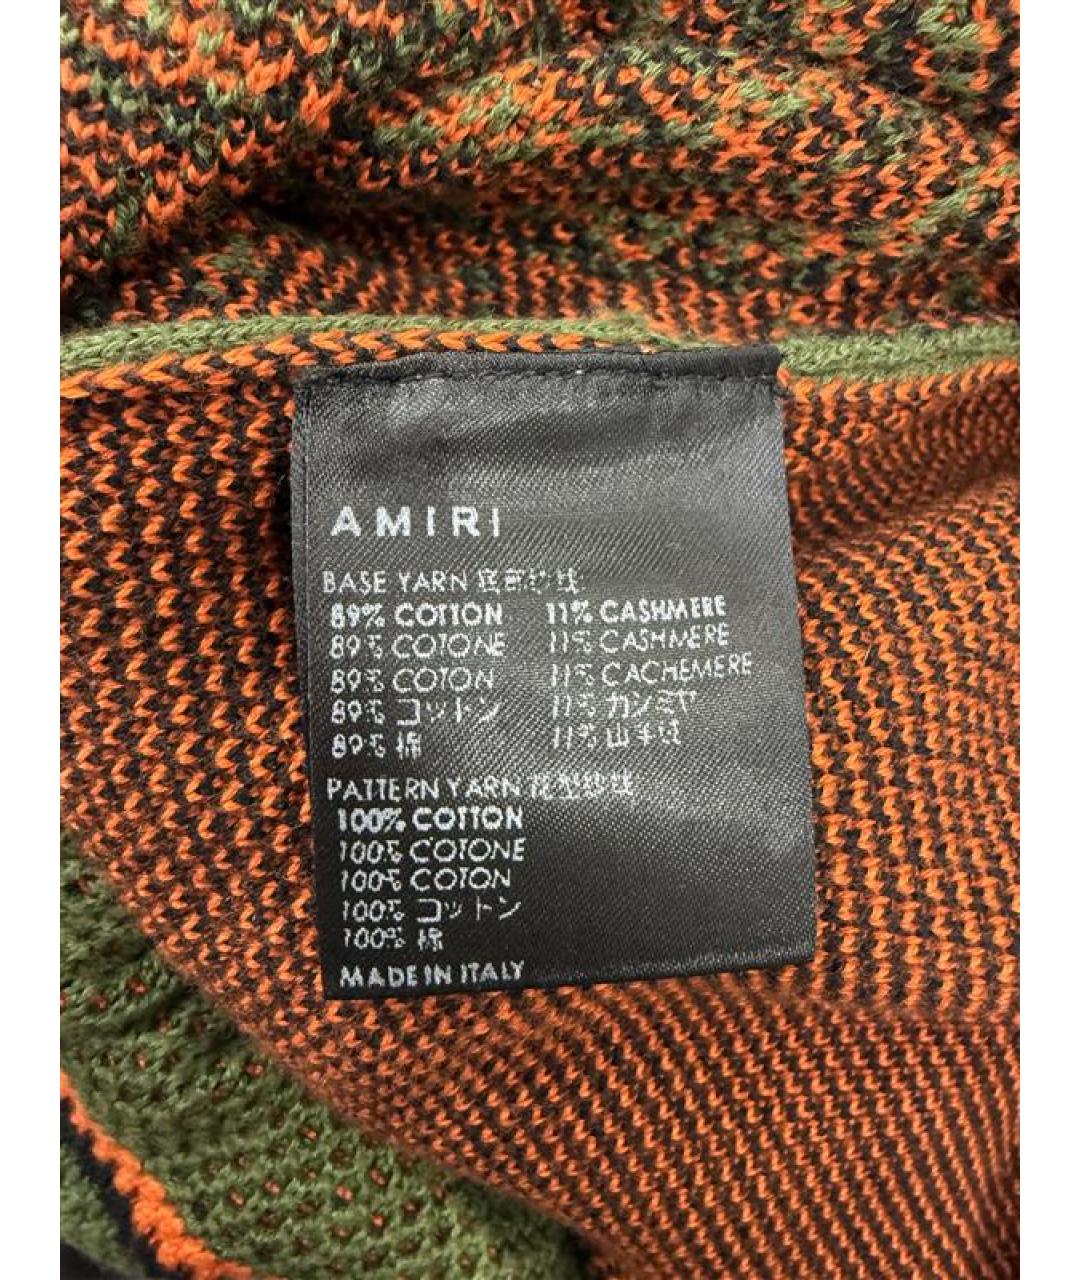 AMIRI
BASE YARN 底部纱线
89% COTTON 11% CASHMERE
89% COTONE 11% CASHMERE
89% COTON 11% CACHEMERE
89% コットン 11% カシミヤ
89% 棉 11% 山羊绒
PATTERN YARN 花型纱线
100% COTTON
100% COTONE
100% COTON
100% コットン
100% 棉
MADE IN ITALY